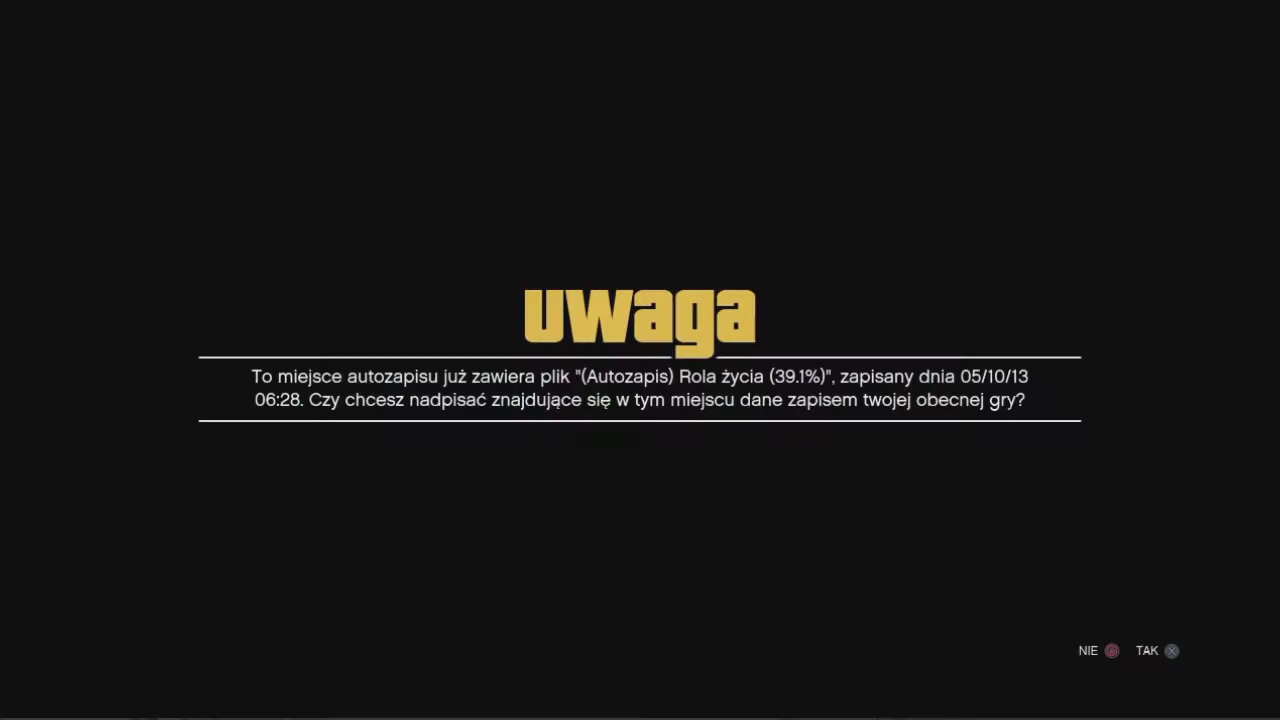 uwaga
To miejsce autozapisu już zawiera plik "(Autozapis) Rola życia (39.1%)", zapisany dnia 05/10/13
06:28. Czy chcesz nadpisać znajdujące się w tym miejscu dane zapisem twojej obecnej gry?
NIE TAK